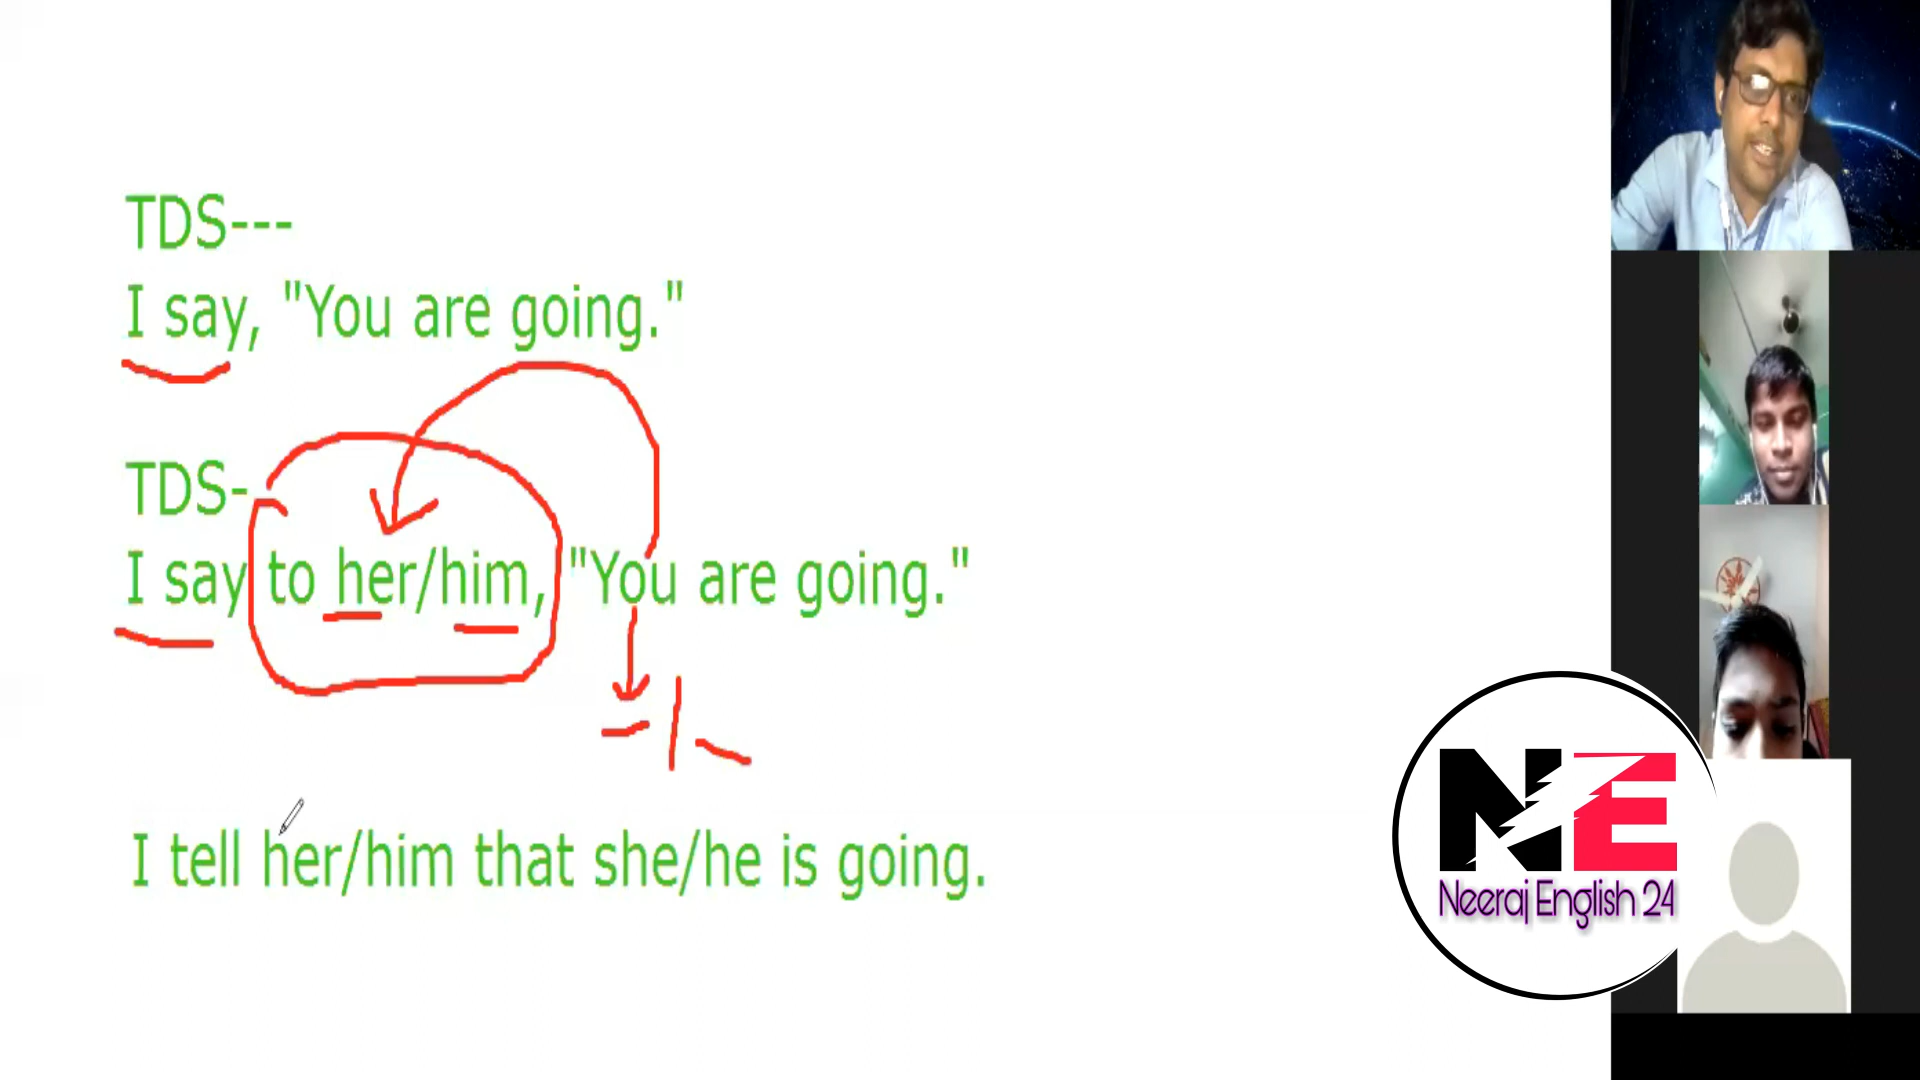 TDS---
I say, "You are going."
TDS-
I say to her/him, "You are going."
I tell her/him that she/he is going.
NE
Neeraj English 24